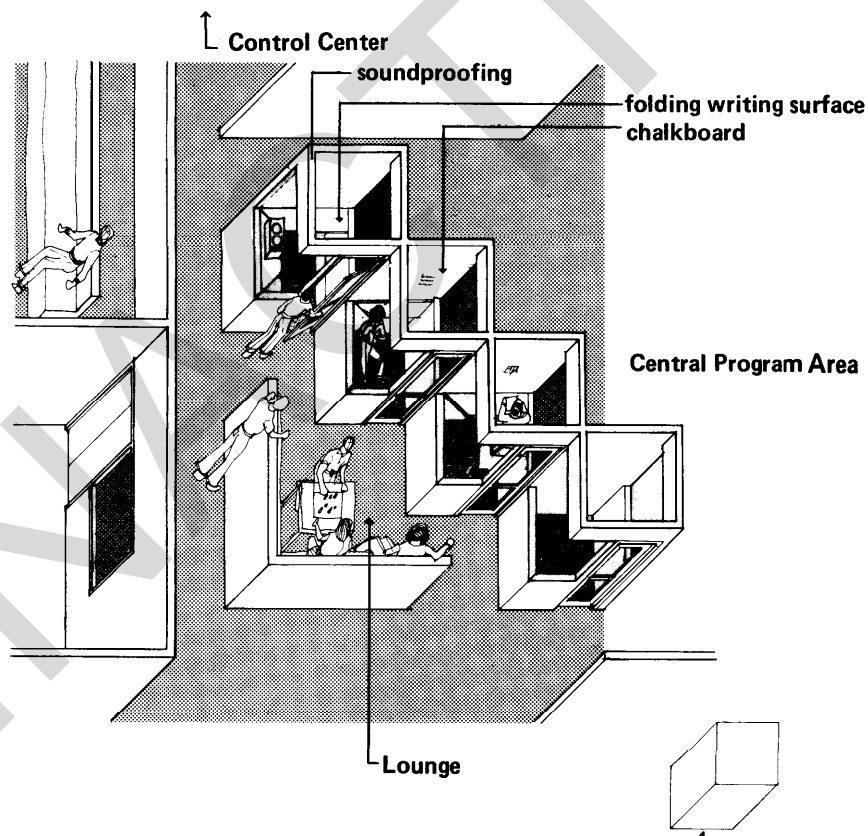 Control Center
soundproofing
folding writing surface
chalkboard
Central Program Area
Lounge